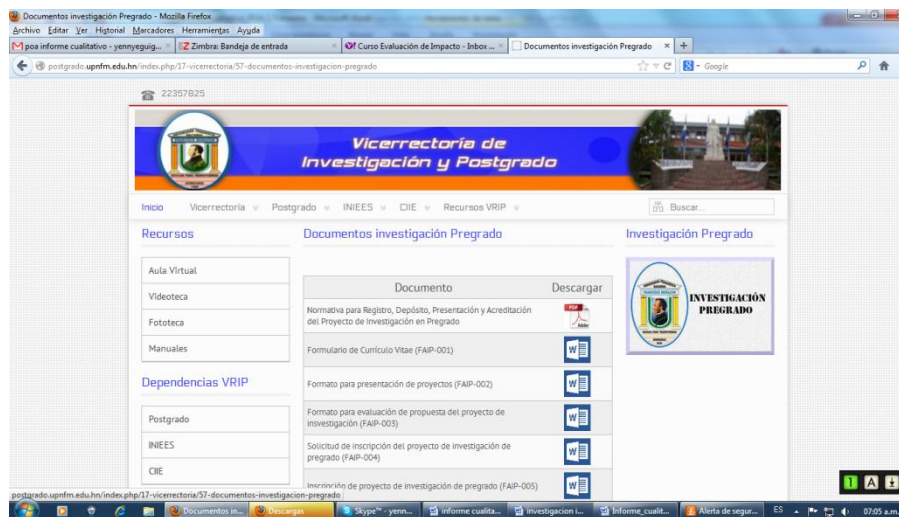 Documentos investigación Pregrado - Mozilla Firefox
Archivo Editar Ver Historial Marcadores Herramientas Ayuda
poa informe cualitativo - yennyeguig...
Zimbra: Bandeja de entrada
Curso Evaluación de Impacto - Inbox ...
Documentos investigación Pregrado
postgrado.upnfm.edu.hn/index.php/17-vicerrectoria/57-documentos-investigacion-pregrado
Google
22357825
Vicerrectoría de
Investigación y Postgrado
Inicio Vicerrectoría Postgrado INIEES CIIE Recursos VRIP
Buscar...
Recursos
Aula Virtual
Videoteca
Fototeca
Manuales
Dependencias VRIP
Postgrado
INIEES
CIIE
Documentos investigación Pregrado
Documento Descargar
Normativa para Registro, Depósito, Presentación y Acreditación
del Proyecto de Investigación en Pregrado
PDF
Adobe
Formulario de Currículo Vitae (FAIP-001)
Formato para presentación de proyectos (FAIP-002)
Formato para evaluación de propuesta del proyecto de
insvestigación (FAIP-003)
Solicitud de inscripción del proyecto de investigación de
pregrado (FAIP-004)
Inscripción de proyecto de investigación de pregrado (FAIP-005)
Investigación Pregrado
INVESTIGACIÓN
PREGRADO
postgrado.upnfm.edu.hn/index.php/17-vicerrectoria/57-documentos-investigacion-pregrado
1 A
Documentos in...
Descargas
Skype™ - yenn...
informe cualita...
investigacion i...
Informe_cualit...
Alerta de segur...
ES
07:05 a.m.